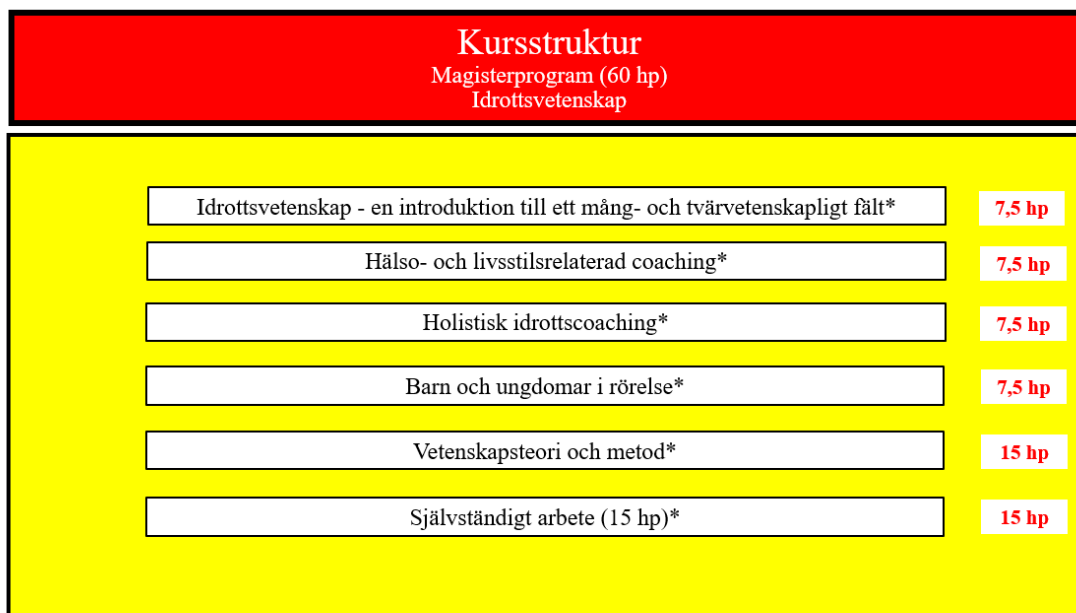 Kursstruktur
Magisterprogram (60 hp)
Idrottsvetenskap
Idrottsvetenskap - en introduktion till ett mång- och tvärvetenskapligt fält* 7,5 hp
Hälso- och livsstilsrelaterad coaching* 7,5 hp
Holistisk idrottscoaching* 7,5 hp
Barn och ungdomar i rörelse* 7,5 hp
Vetenskapsteori och metod* 15 hp
Självständigt arbete (15 hp)* 15 hp